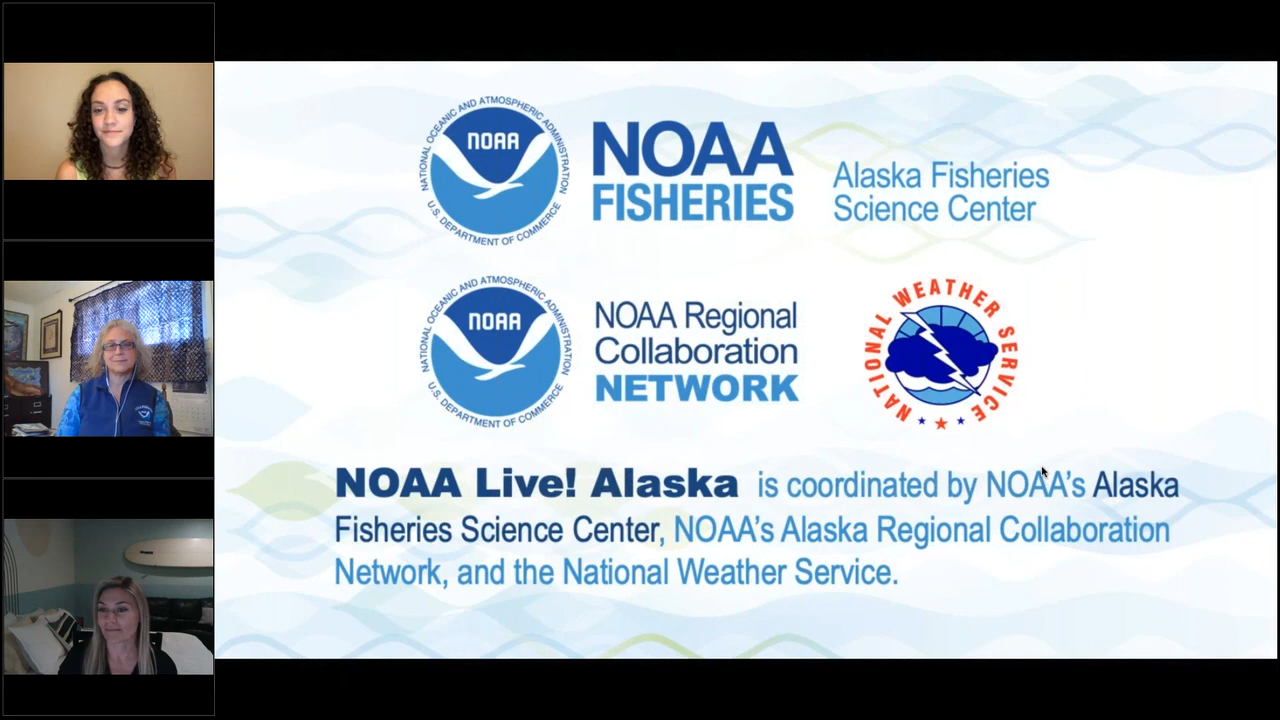 NATIONAL OCEANIC AND ATMOSPHERIC ADMINISTRATION
NOAA
U.S. DEPARTMENT OF COMMERCE
NOAA
FISHERIES
Alaska Fisheries
Science Center
NATIONAL OCEANIC AND ATMOSPHERIC ADMINISTRATION
NOAA
U.S. DEPARTMENT OF COMMERCE
NOAA Regional
Collaboration
NETWORK
NATIONAL WEATHER SERVICE
NOAA Live! Alaska is coordinated by NOAA's Alaska
Fisheries Science Center, NOAA's Alaska Regional Collaboration
Network, and the National Weather Service.